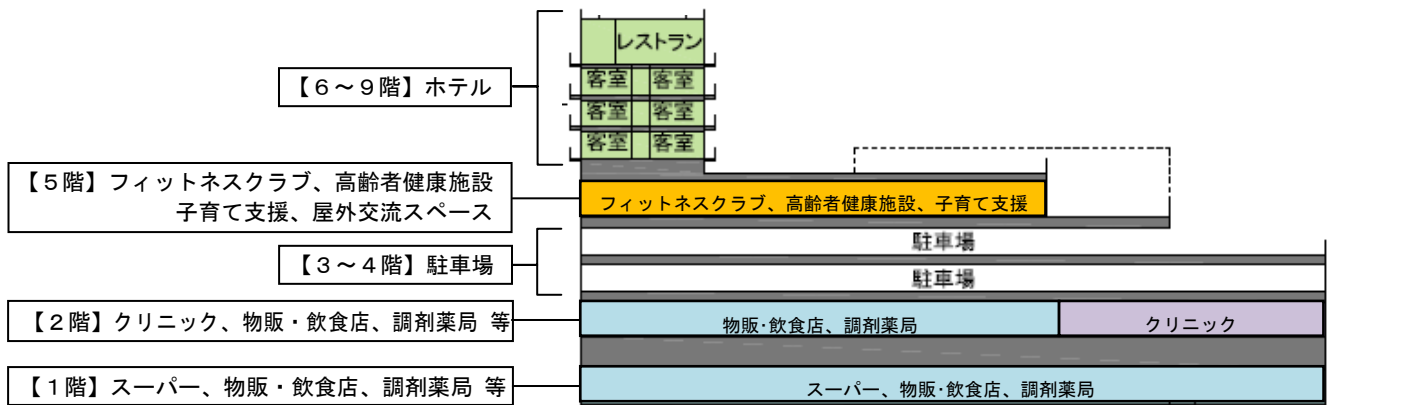 レストラン
【６～９階】ホテル
客室 客室
客室 客室
客室 客室
【５階】フィットネスクラブ、高齢者健康施設
子育て支援、屋外交流スペース
フィットネスクラブ、高齢者健康施設、子育て支援
駐車場
【３～４階】駐車場
駐車場
【２階】クリニック、物販・飲食店、調剤薬局 等
物販･飲食店、調剤薬局
クリニック
【１階】スーパー、物販・飲食店、調剤薬局 等
スーパー、物販･飲食店、調剤薬局